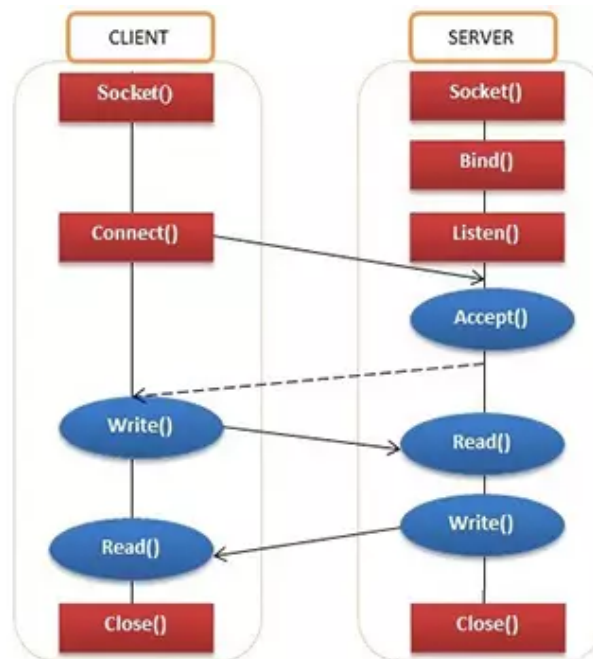 CLIENT
Socket()
Connect()
Write()
Read()
Close()
SERVER
Socket()
Bind()
Listen()
Accept()
Read()
Write()
Close()